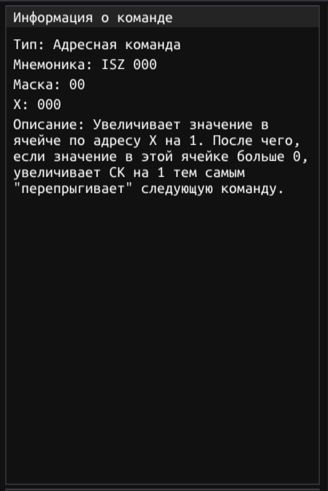 Информация о команде
Тип: Адресная команда
Мнемоника: ISZ 000
Маска: 00
X: 000
Описание: Увеличивает значение в
ячейче по адресу X на 1. После чего,
если значение в этой ячейке больше 0,
увеличивает СК на 1 тем самым
"перепрыгивает" следующую команду.